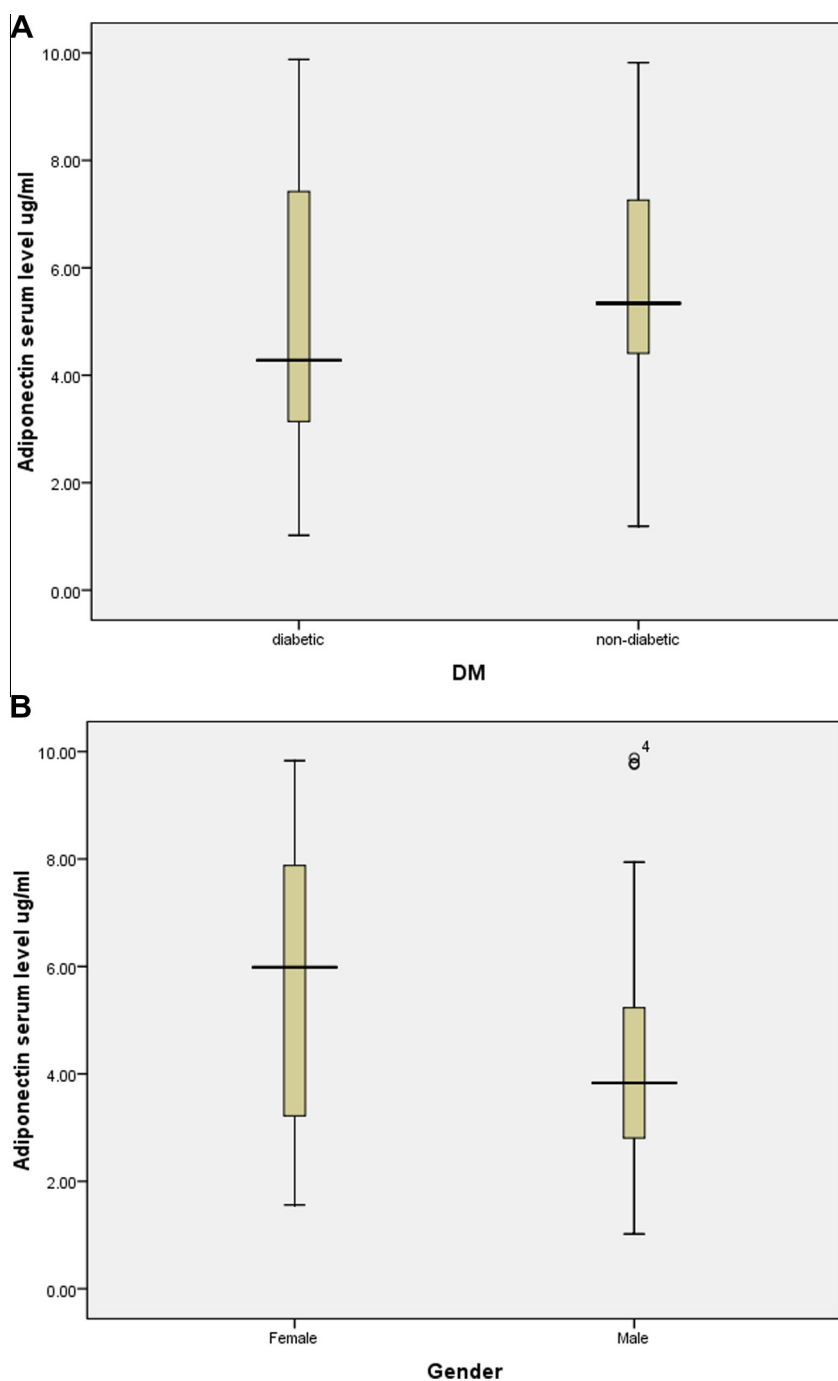 A
10.00
8.00
6.00
4.00
2.00
0.00
Adiponectin serum level ug/ml
diabetic non-diabetic
DM
B
10.00
8.00
6.00
4.00
2.00
0.00
Adiponectin serum level ug/ml
4
Female Male
Gender